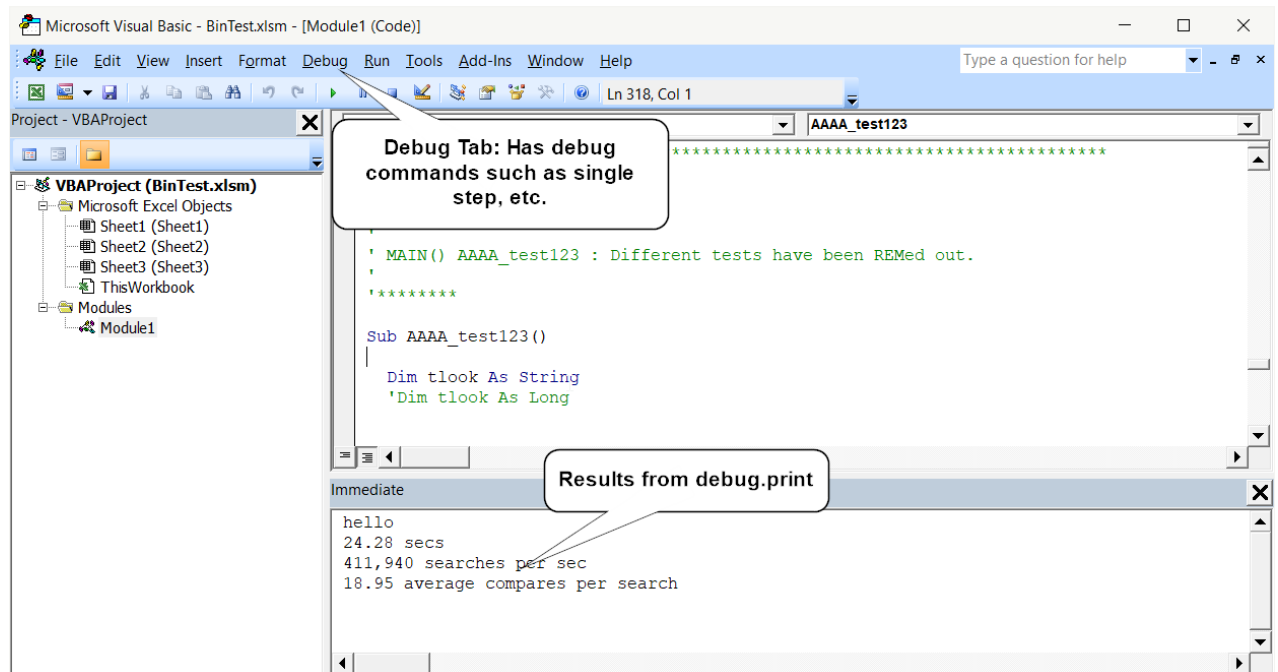 Microsoft Visual Basic - BinTest.xlsm - [Module1 (Code)]
File Edit View Insert Format Debug Run Tools Add-Ins Window Help
Type a question for help
Ln 318, Col 1
Project - VBAProject
VBAProject (BinTest.xlsm)
Microsoft Excel Objects
Sheet1 (Sheet1)
Sheet2 (Sheet2)
Sheet3 (Sheet3)
ThisWorkbook
Modules
Module1
AAAA_test123
Debug Tab: Has debug
commands such as single
step, etc.
*******************************************
'
' MAIN() AAAA_test123 : Different tests have been REMed out.
'
'********
Sub AAAA_test123()
Dim tlook As String
'Dim tlook As Long
Results from debug.print
Immediate
hello
24.28 secs
411,940 searches per sec
18.95 average compares per search